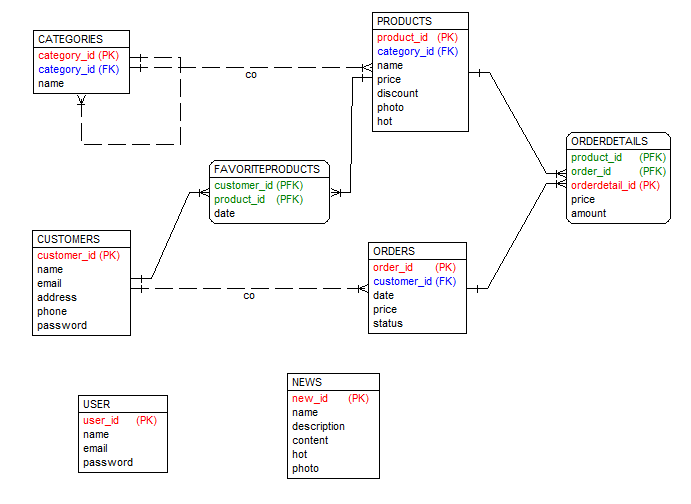 CATEGORIES
category_id (PK)
category_id (FK)
name
co
PRODUCTS
product_id (PK)
category_id (FK)
name
price
discount
photo
hot
ORDERDETAILS
product_id (PFK)
order_id (PFK)
orderdetail_id (PK)
price
amount
FAVORITEPRODUCTS
customer_id (PFK)
product_id (PFK)
date
CUSTOMERS
customer_id (PK)
name
email
address
phone
password
co
ORDERS
order_id (PK)
customer_id (FK)
date
price
status
USER
user_id (PK)
name
email
password
NEWS
new_id (PK)
name
description
content
hot
photo